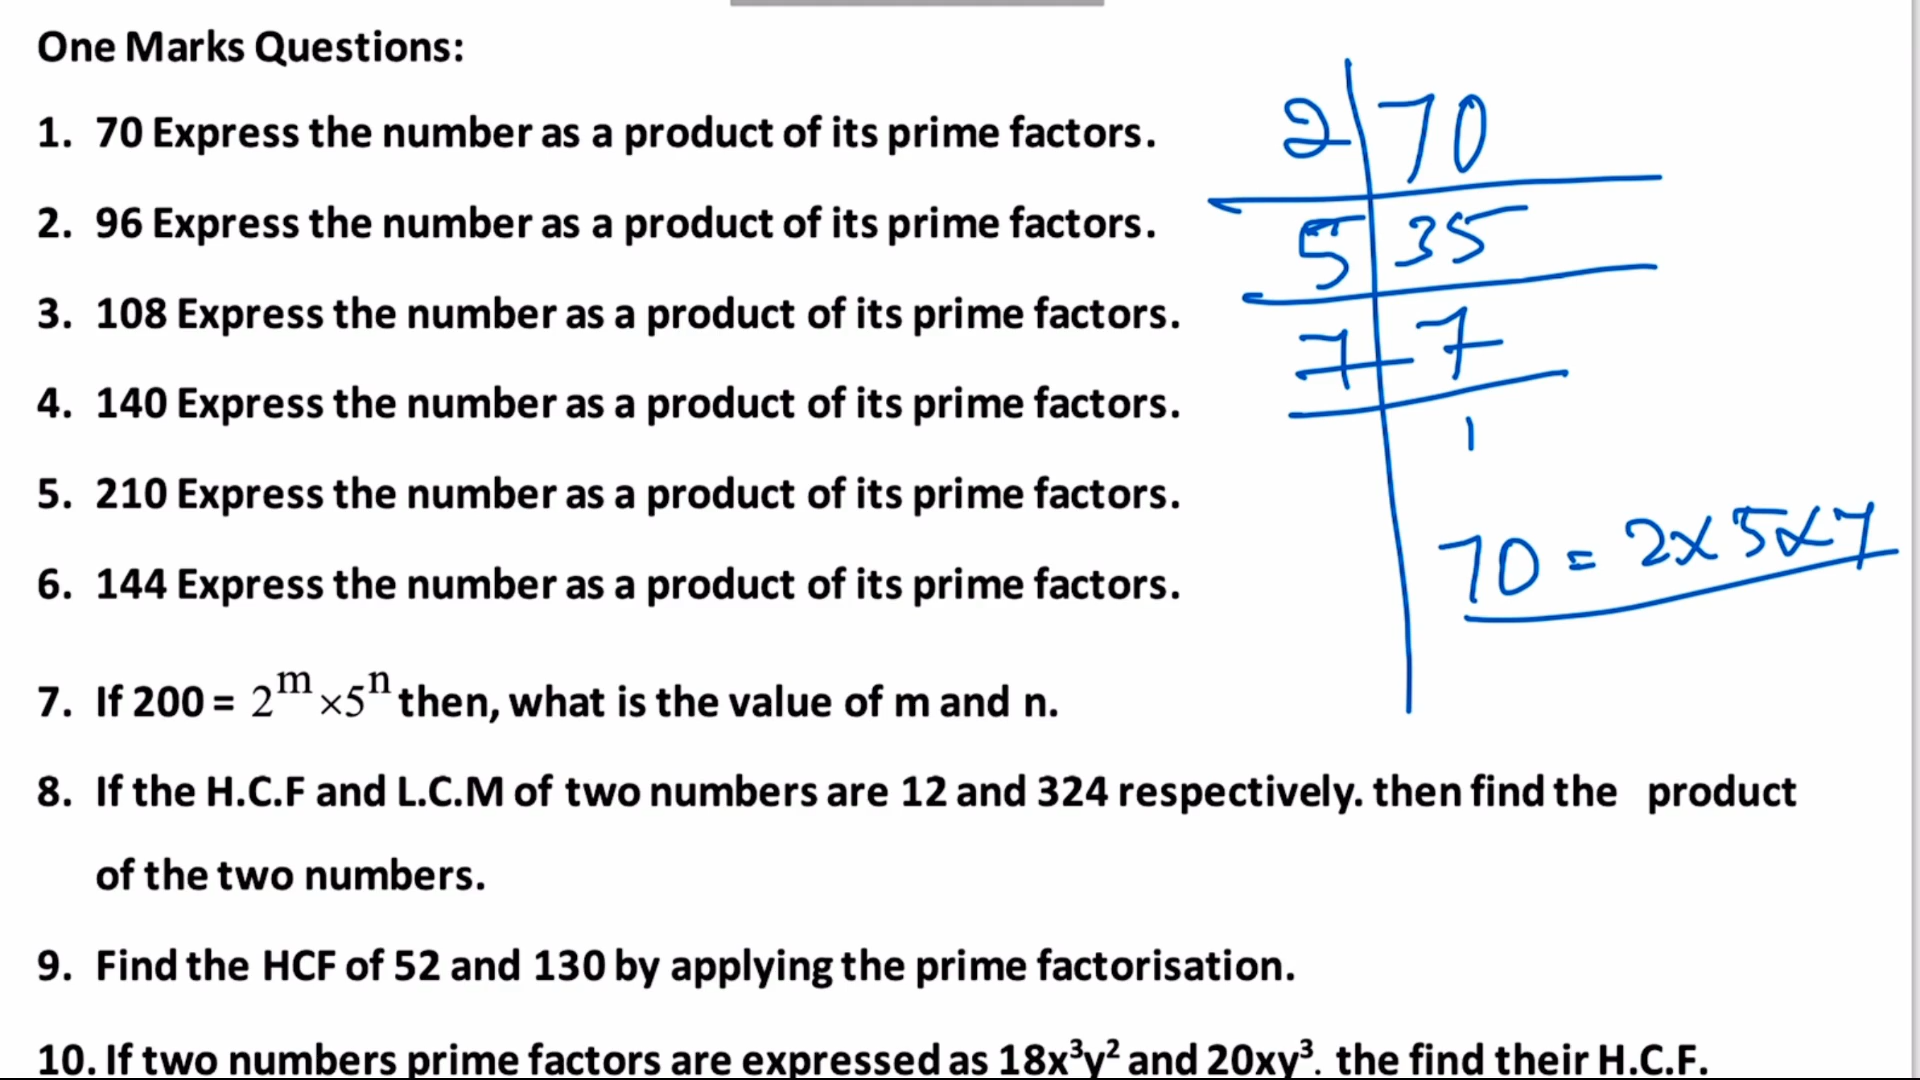 One Marks Questions:
1. 70 Express the number as a product of its prime factors.
2. 96 Express the number as a product of its prime factors.
3. 108 Express the number as a product of its prime factors.
4. 140 Express the number as a product of its prime factors.
5. 210 Express the number as a product of its prime factors.
6. 144 Express the number as a product of its prime factors.
7. If 200 = 2^m ×5^n then, what is the value of m and n.
8. If the H.C.F and L.C.M of two numbers are 12 and 324 respectively. then find the product
of the two numbers.
9. Find the HCF of 52 and 130 by applying the prime factorisation.
10. If two numbers prime factors are expressed as 18x³y² and 20xy³. the find their H.C.F.
2 70
5 35
7 7
1
70 = 2 x 5 x 7